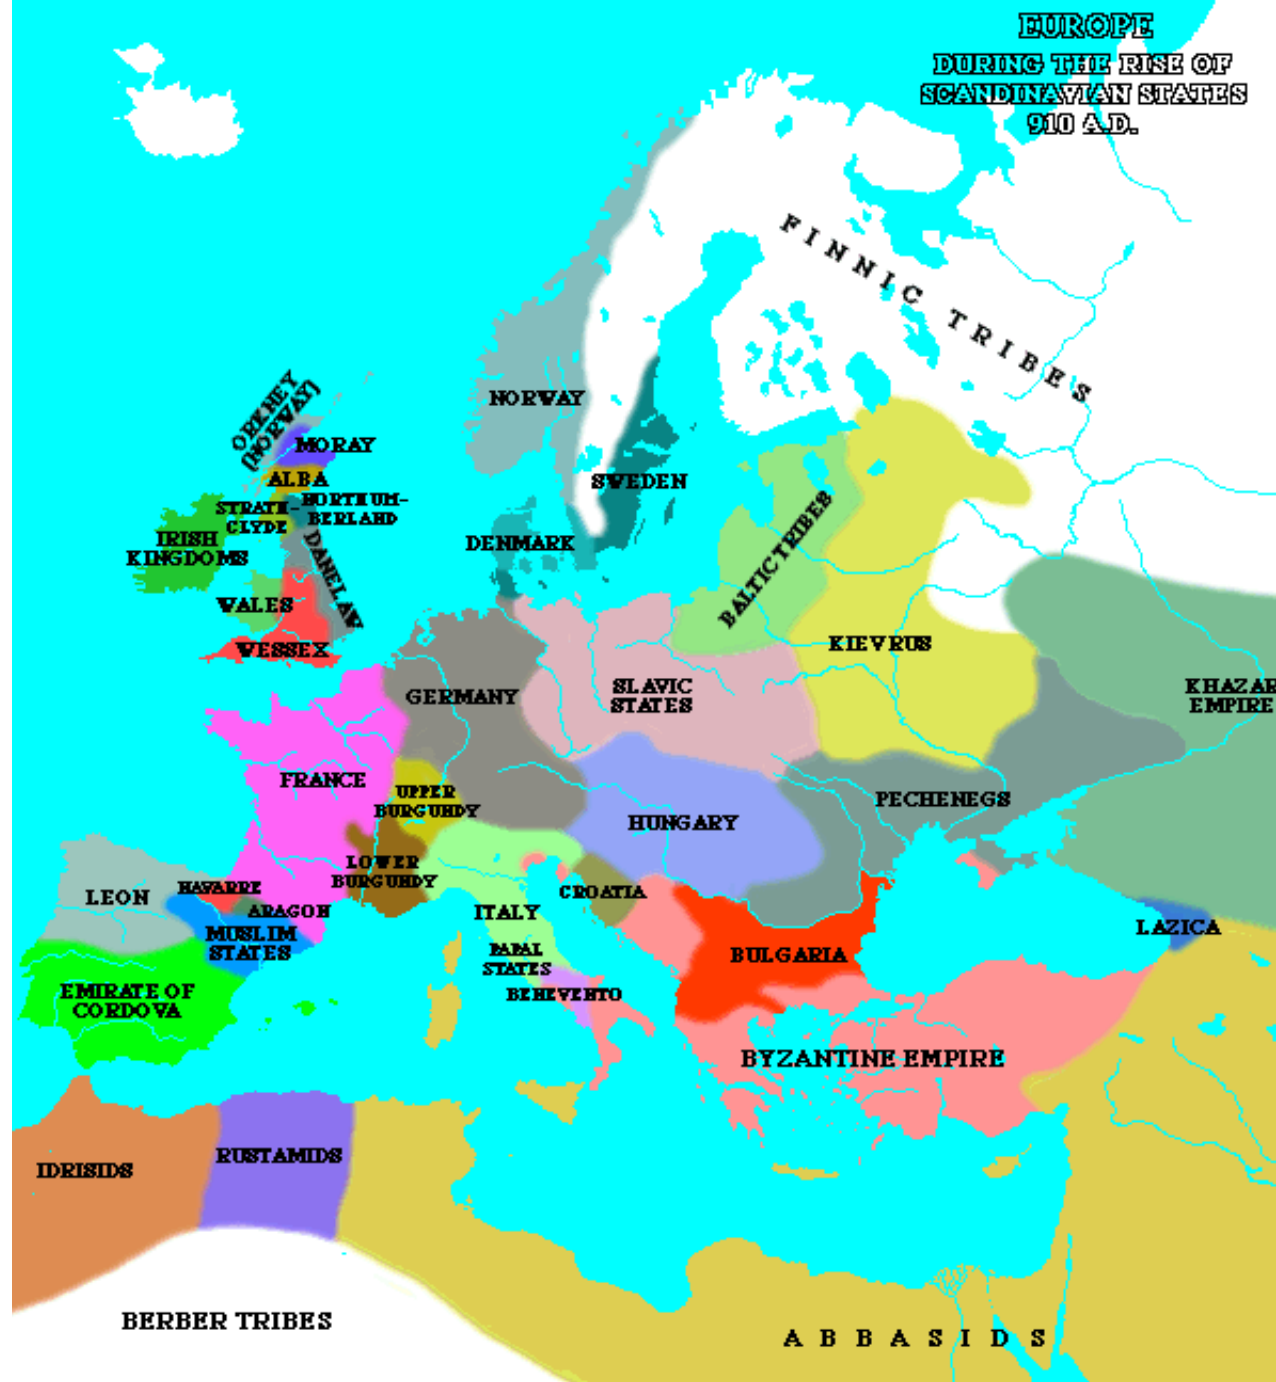 EUROPE
DURING THE RISE OF
SCANDINAVIAN STATES
910 A.D.
FINNIC TRIBES
NORWAY
ORKNEY
(NORWAY)
MORAY
ALBA
SWEDEN
STRATH-
CLYDE
NORTHUM-
BERLAND
BALTIC TRIBES
IRISH
KINGDOMS
DENMARK
DANELAW
WALES
WESSEX
KIEV RUS
GERMANY
SLAVIC
STATES
KHAZAR
EMPIRE
FRANCE
UPPER
BURGUNDY
PECHENEGS
HUNGARY
LOWER
BURGUNDY
LEON
NAVARRE
ARAGON
CROATIA
ITALY
LAZICA
MUSLIM
STATES
PAPAL
STATES
BULGARIA
EMIRATE OF
CORDOVA
BENEVENTO
BYZANTINE EMPIRE
IDRISIDS
RUSTAMIDS
BERBER TRIBES
ABBASIDS